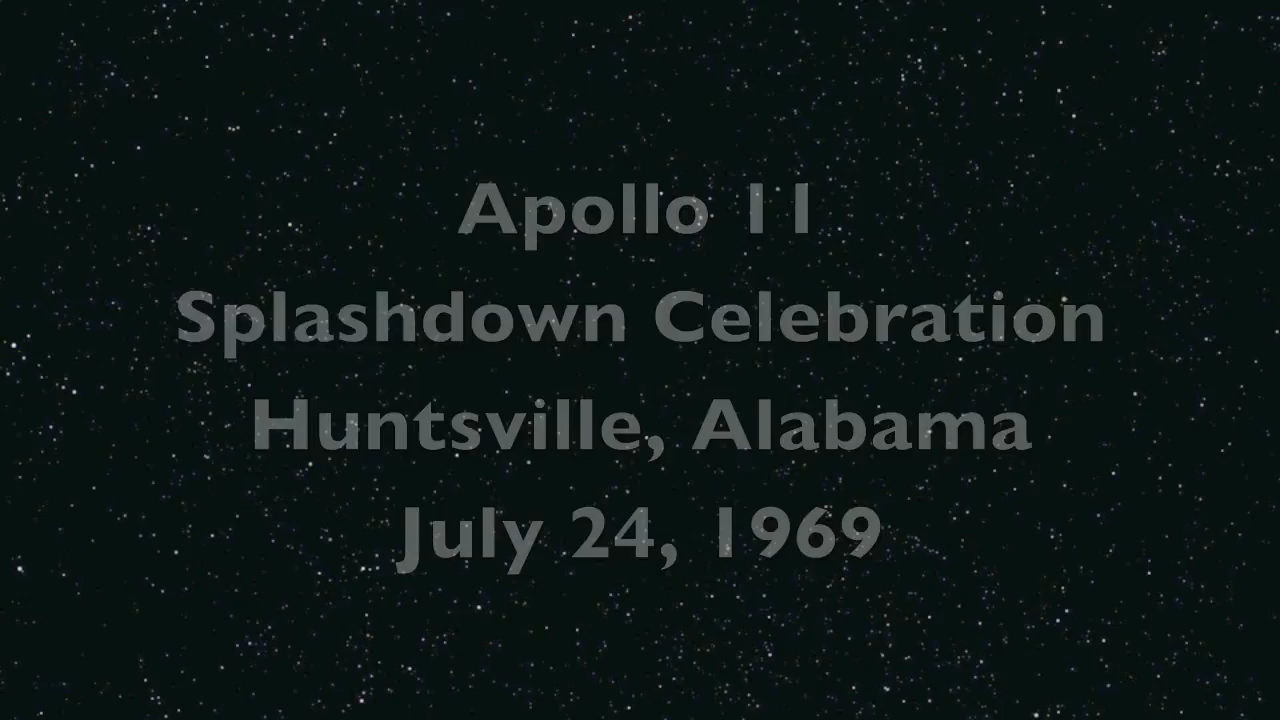 Apollo 11
Splashdown Celebration
Huntsville, Alabama
July 24, 1969